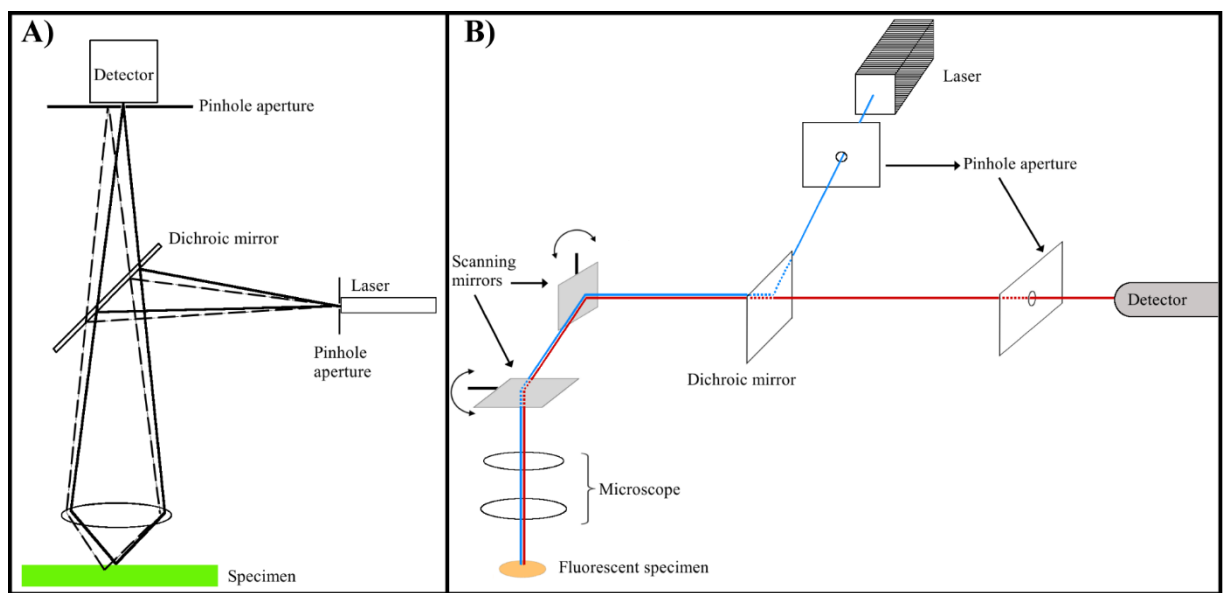 A)
Detector
Pinhole aperture
Dichroic mirror
Laser
Pinhole
aperture
Specimen
B)
Laser
Pinhole aperture
Scanning
mirrors
Detector
Dichroic mirror
Microscope
Fluorescent specimen